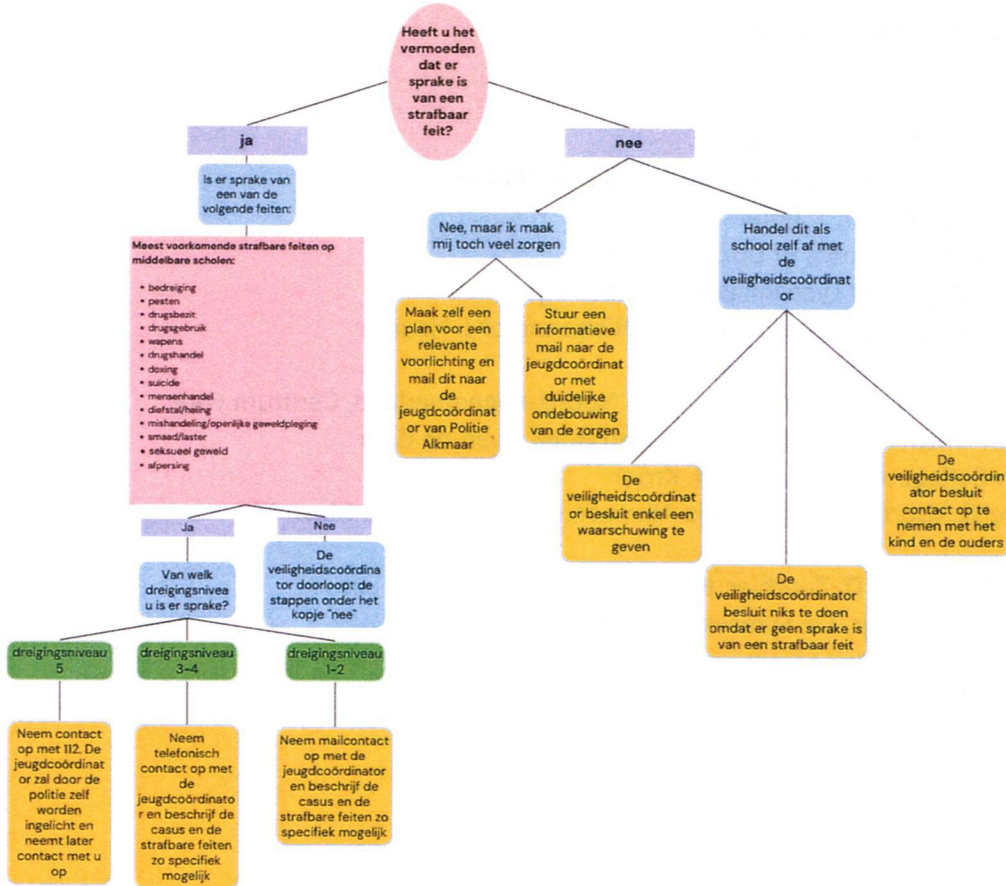 Heeft u het
vermoeden
dat er
sprake is
van een
strafbaar
feit?
ja
nee
Is er sprake van
een van de
volgende feiten:
Meest voorkomende strafbare feiten op
middelbare scholen:
• bedreiging
• pesten
• drugsbezit
• drugsgebruik
• wapens
• drugshandel
• doxing
• suicide
• mensenhandel
• diefstal/heling
• mishandeling/openlijke geweldpleging
• smaad/laster
• seksueel geweld
• afpersing
Ja
Nee
Van welk
dreigingsnivea
u is er sprake?
De
veiligheidscoördina
tor doorloopt de
stappen onder het
kopje "nee"
dreigingsniveau
5
dreigingsniveau
3-4
dreigingsniveau
1-2
Neem contact
op met 112. De
jeugdcoördinat
or zal door de
politie zelf
worden
ingelicht en
neemt later
contact met u
op
Neem
telefonisch
contact op met
de
jeugdcoördinato
r en beschrijf de
casus en de
strafbare feiten
zo specifiek
mogelijk
Neem mailcontact
op met de
jeugdcoördinator
en beschrijf de
casus en de
strafbare feiten zo
specifiek mogelijk
Nee, maar ik maak
mij toch veel zorgen
Maak zelf een
plan voor een
relevante
voorlichting en
mail dit naar
de
jeugdcoördinat
or van Politie
Alkmaar
Stuur een
informatieve
mail naar de
jeugdcoördinat
or met
duidelijke
ondebouwing
van de zorgen
Handel dit als
school zelf af met
de
veiligheidscoördinat
or
De
veiligheidscoördinat
or besluit enkel een
waarschuwing te
geven
De
veiligheidscoördinator
besluit niks te doen
omdat er geen sprake is
van een strafbaar feit
De
veiligheidscoördin
ator besluit
contact op te
nemen met het
kind en de ouders